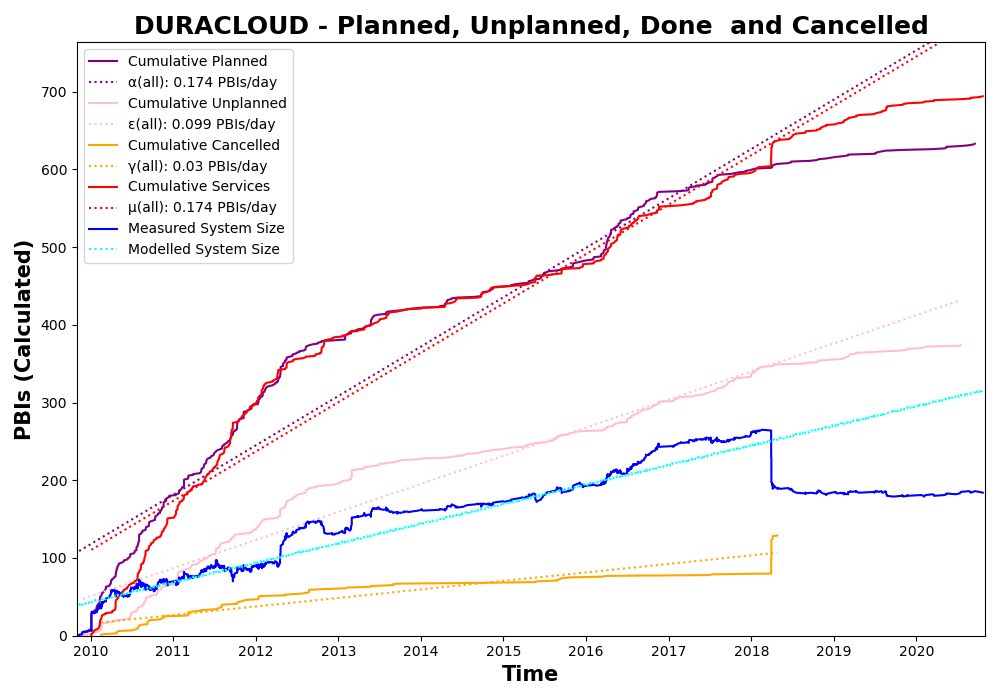 DURACLOUD - Planned, Unplanned, Done  and Cancelled
Cumulative Planned
α(all): 0.174 PBIs/day
Cumulative Unplanned
ε(all): 0.099 PBIs/day
Cumulative Cancelled
γ(all): 0.03 PBIs/day
Cumulative Services
μ(all): 0.174 PBIs/day
Measured System Size
Modelled System Size
PBIs (Calculated)
700
600
500
400
300
200
100
0
2010 2011 2012 2013 2014 2015 2016 2017 2018 2019 2020
Time